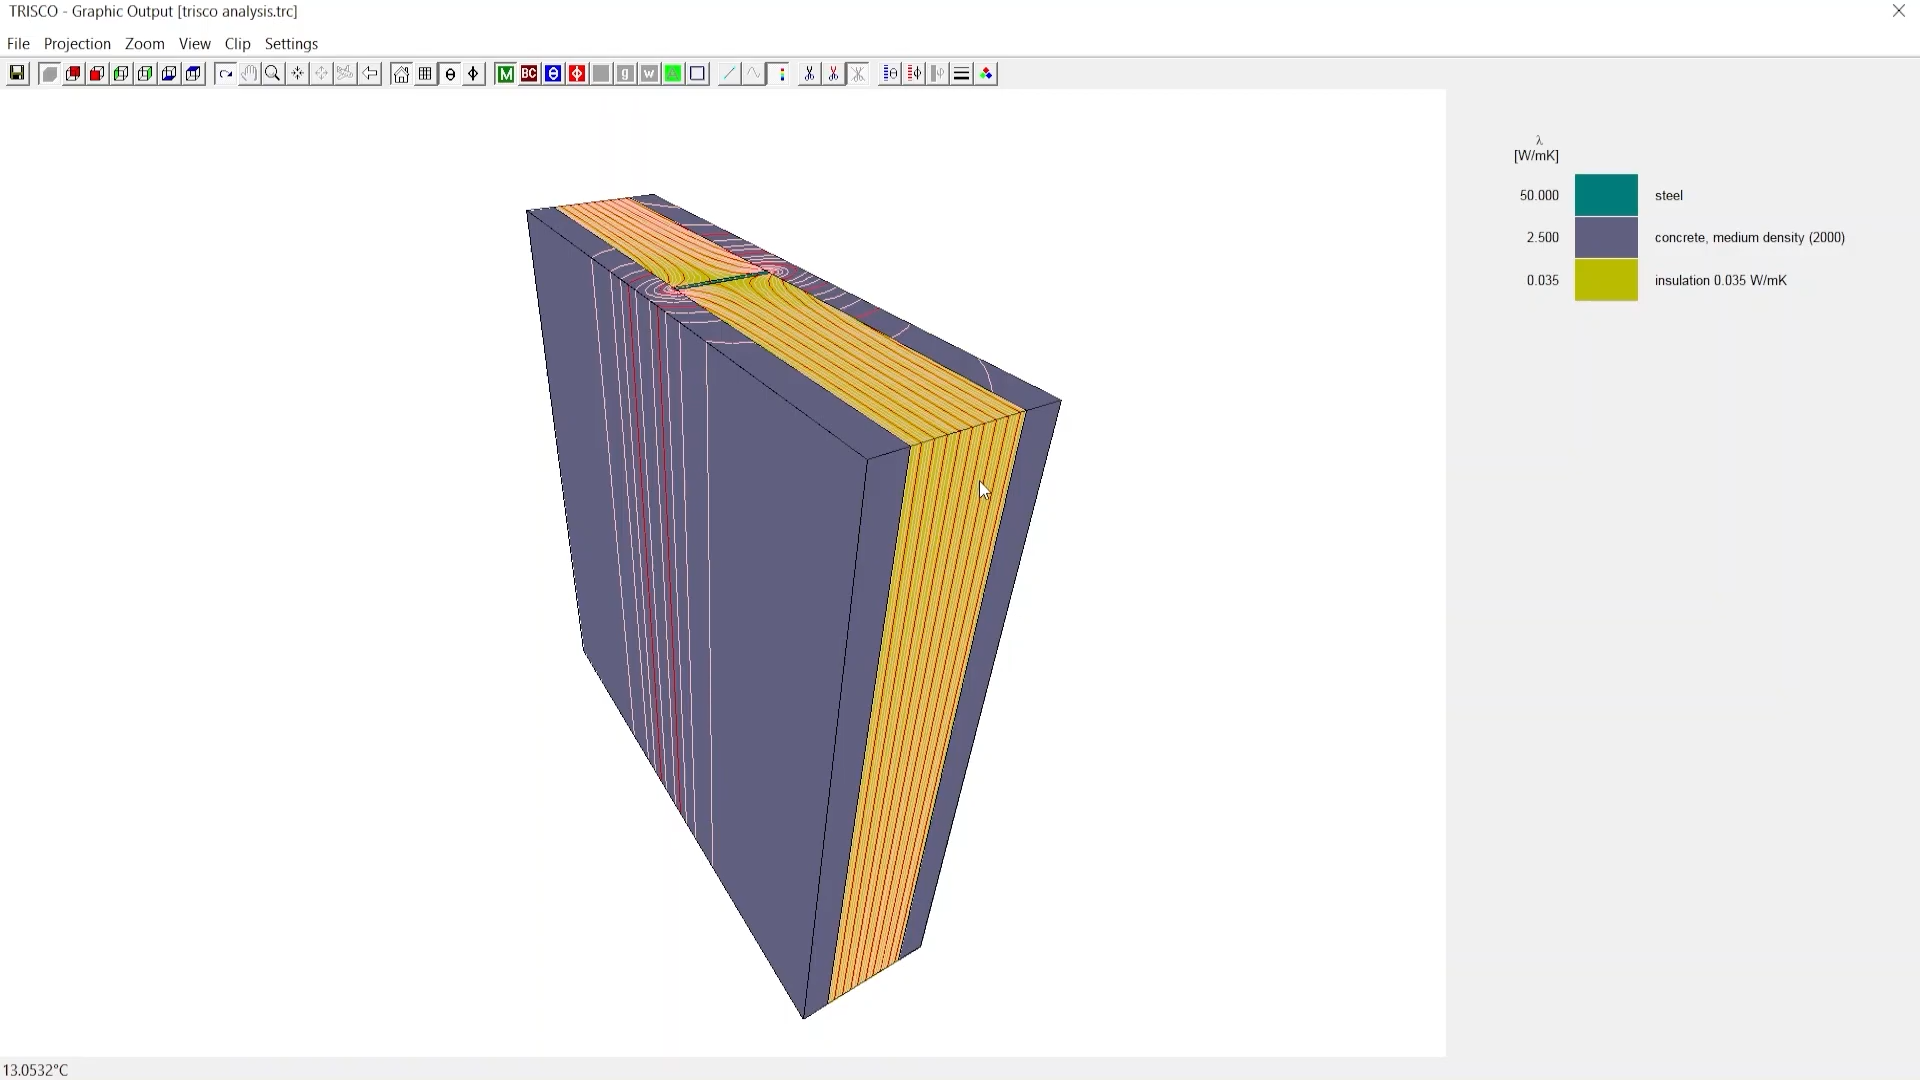 TRISCO - Graphic Output [trisco analysis.trc]
File Projection Zoom View Clip Settings
M BC θ Φ g w
λ
[W/mK]
50.000 steel
2.500 concrete, medium density (2000)
0.035 insulation 0.035 W/mK
13.0532°C